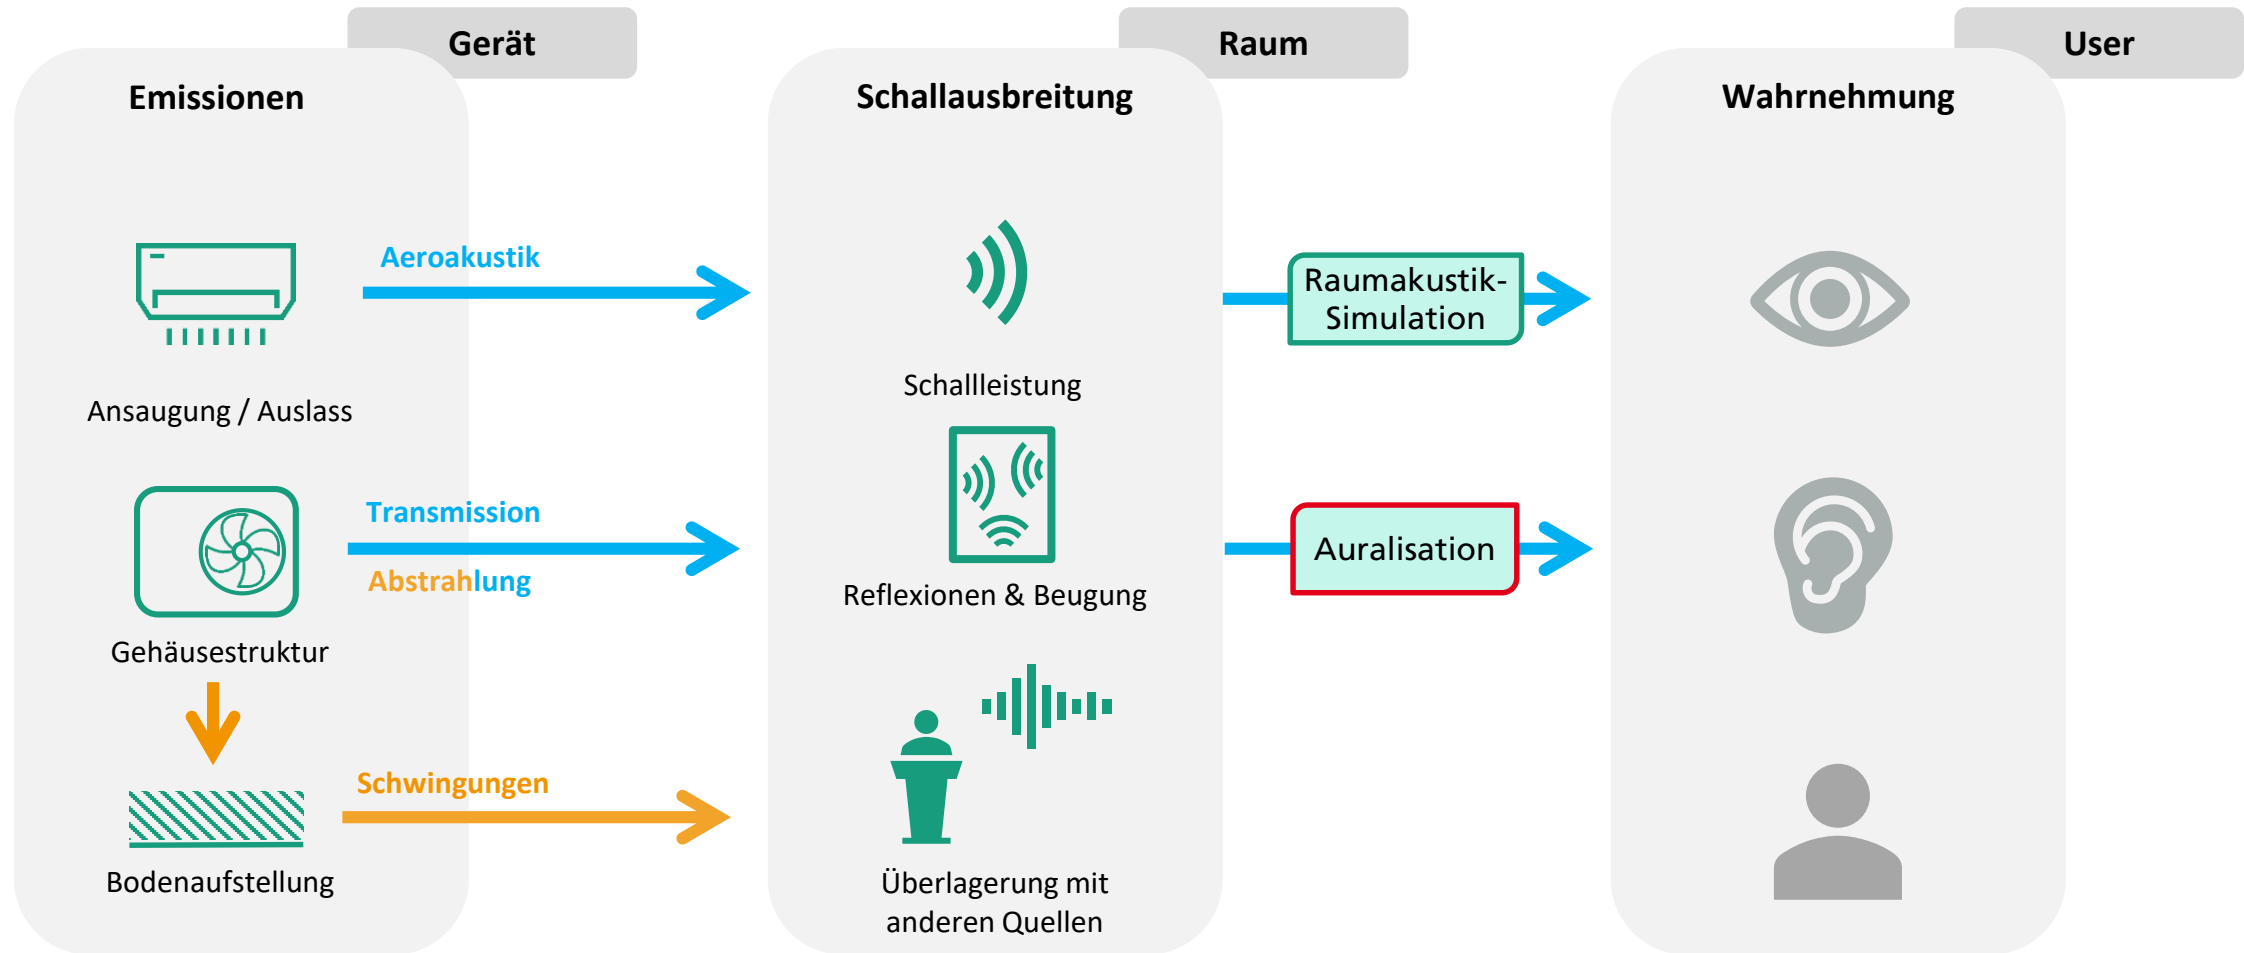 Gerät
Raum
User
Emissionen
Schallausbreitung
Wahrnehmung
Aeroakustik
Ansaugung / Auslass
Transmission
Abstrahlung
Gehäusestruktur
Schwingungen
Bodenaufstellung
Schallleistung
Reflexionen & Beugung
Überlagerung mit
anderen Quellen
Raumakustik-
Simulation
Auralisation